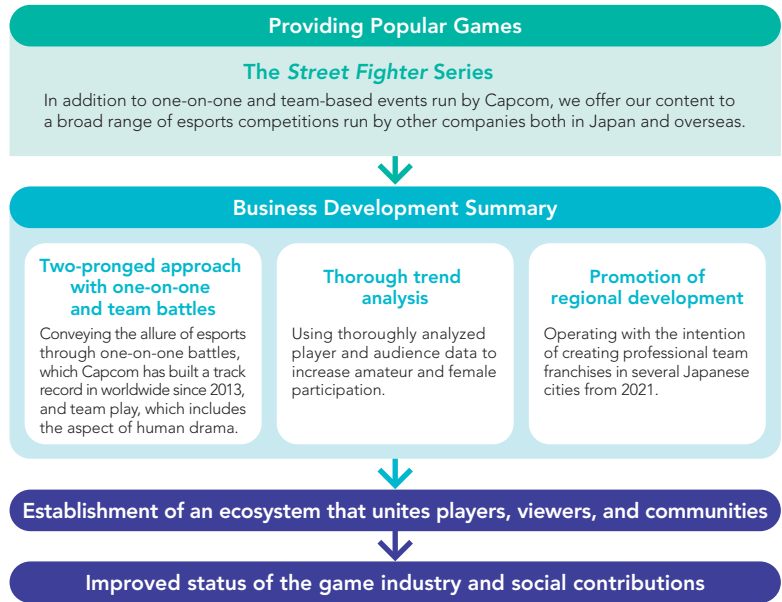 Providing Popular Games
The Street Fighter Series
In addition to one-on-one and team-based events run by Capcom, we offer our content to
a broad range of esports competitions run by other companies both in Japan and overseas.
Business Development Summary
Two-pronged approach
with one-on-one
and team battles
Conveying the allure of esports
through one-on-one battles,
which Capcom has built a track
record in worldwide since 2013,
and team play, which includes
the aspect of human drama.
Thorough trend
analysis
Using thoroughly analyzed
player and audience data to
increase amateur and female
participation.
Promotion of
regional development
Operating with the intention
of creating professional team
franchises in several Japanese
cities from 2021.
Establishment of an ecosystem that unites players, viewers, and communities
Improved status of the game industry and social contributions